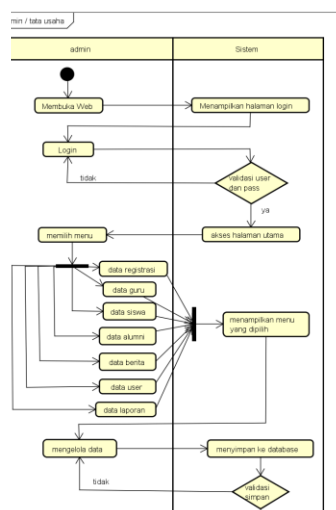 min / tata usaha
admin
Sistem
Membuka Web
Menampilkan halaman login
Login
tidak
validasi user
dan pass
ya
memilih menu
akses halaman utama
data registrasi
data guru
data siswa
data alumni
data berita
data user
data laporan
menampilkan menu
yang dipilih
mengelola data
menyimpan ke database
tidak
validasi
simpan